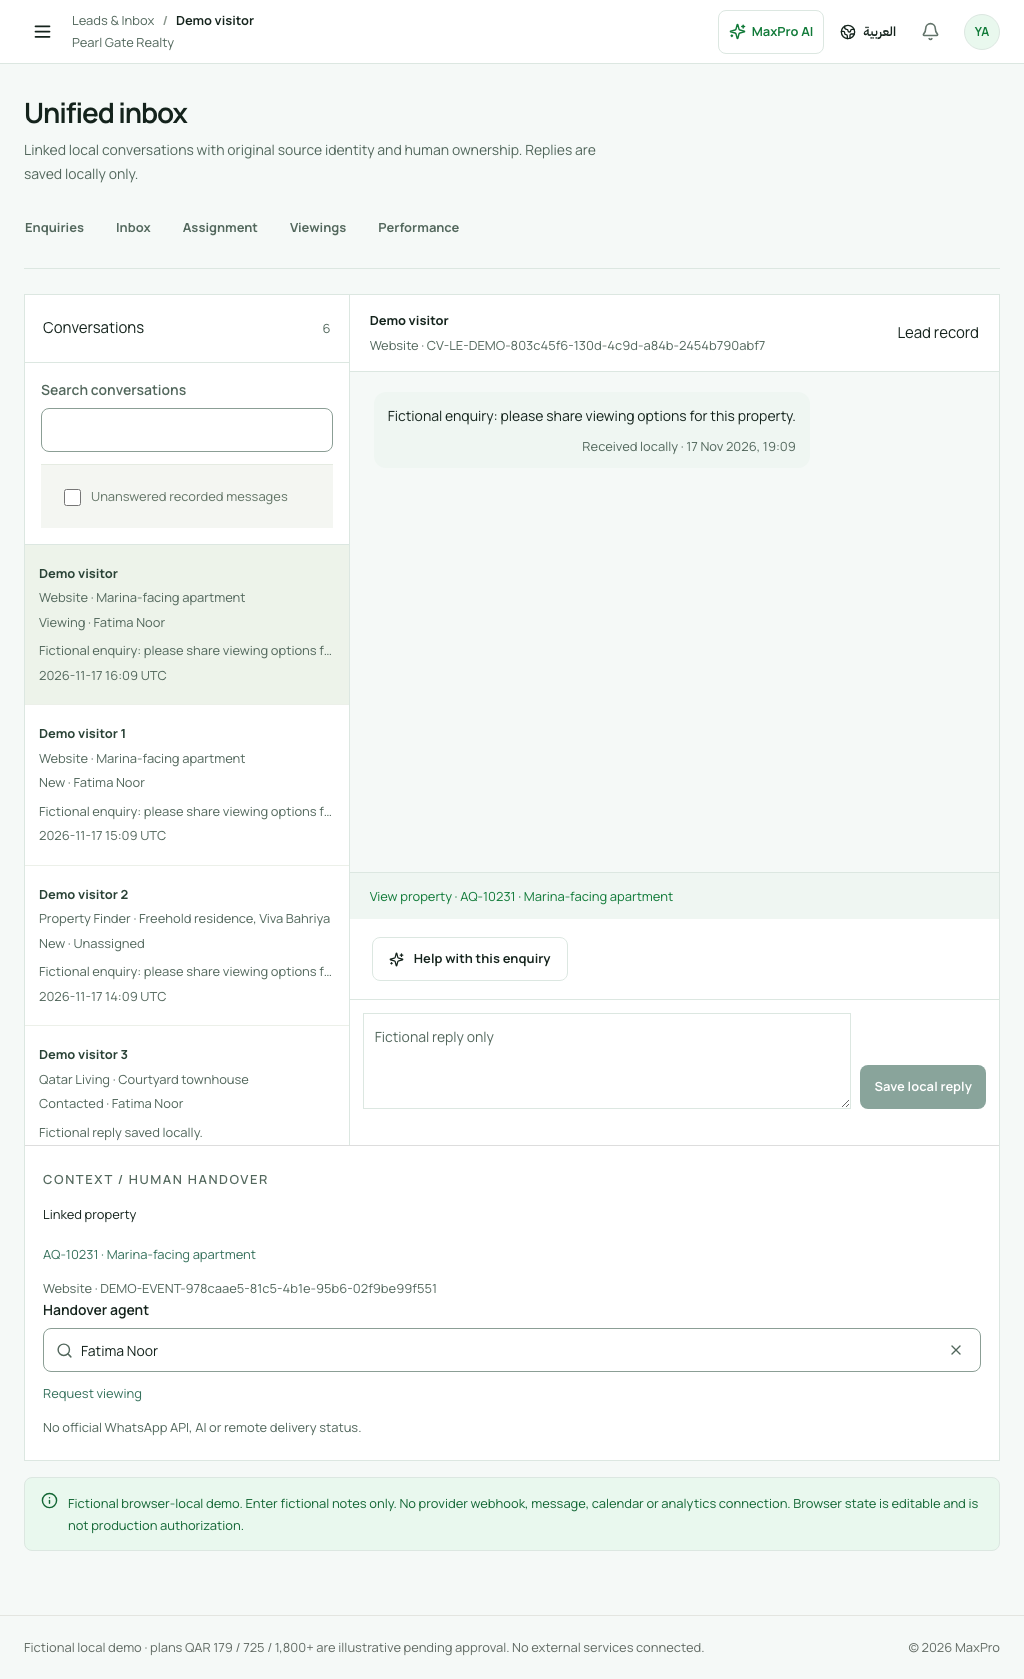 Leads & Inbox / Demo visitor
Pearl Gate Realty
MaxPro AI
العربية
YA
Unified inbox
Linked local conversations with original source identity and human ownership. Replies are
saved locally only.
Enquiries
Inbox
Assignment
Viewings
Performance
Conversations
6
Search conversations
Unanswered recorded messages
Demo visitor
Website · Marina-facing apartment
Viewing · Fatima Noor
Fictional enquiry: please share viewing options f...
2026-11-17 16:09 UTC
Demo visitor 1
Website · Marina-facing apartment
New · Fatima Noor
Fictional enquiry: please share viewing options f...
2026-11-17 15:09 UTC
Demo visitor 2
Property Finder · Freehold residence, Viva Bahriya
New · Unassigned
Fictional enquiry: please share viewing options f...
2026-11-17 14:09 UTC
Demo visitor 3
Qatar Living · Courtyard townhouse
Contacted · Fatima Noor
Fictional reply saved locally.
Demo visitor
Website · CV-LE-DEMO-803c45f6-130d-4c9d-a84b-2454b790abf7
Lead record
Fictional enquiry: please share viewing options for this property.
Received locally · 17 Nov 2026, 19:09
View property · AQ-10231 · Marina-facing apartment
Help with this enquiry
Fictional reply only
Save local reply
CONTEXT / HUMAN HANDOVER
Linked property
AQ-10231 · Marina-facing apartment
Website · DEMO-EVENT-978caae5-81c5-4b1e-95b6-02f9be99f551
Handover agent
Fatima Noor
Request viewing
No official WhatsApp API, AI or remote delivery status.
Fictional browser-local demo. Enter fictional notes only. No provider webhook, message, calendar or analytics connection. Browser state is editable and is
not production authorization.
Fictional local demo · plans QAR 179 / 725 / 1,800+ are illustrative pending approval. No external services connected.
© 2026 MaxPro